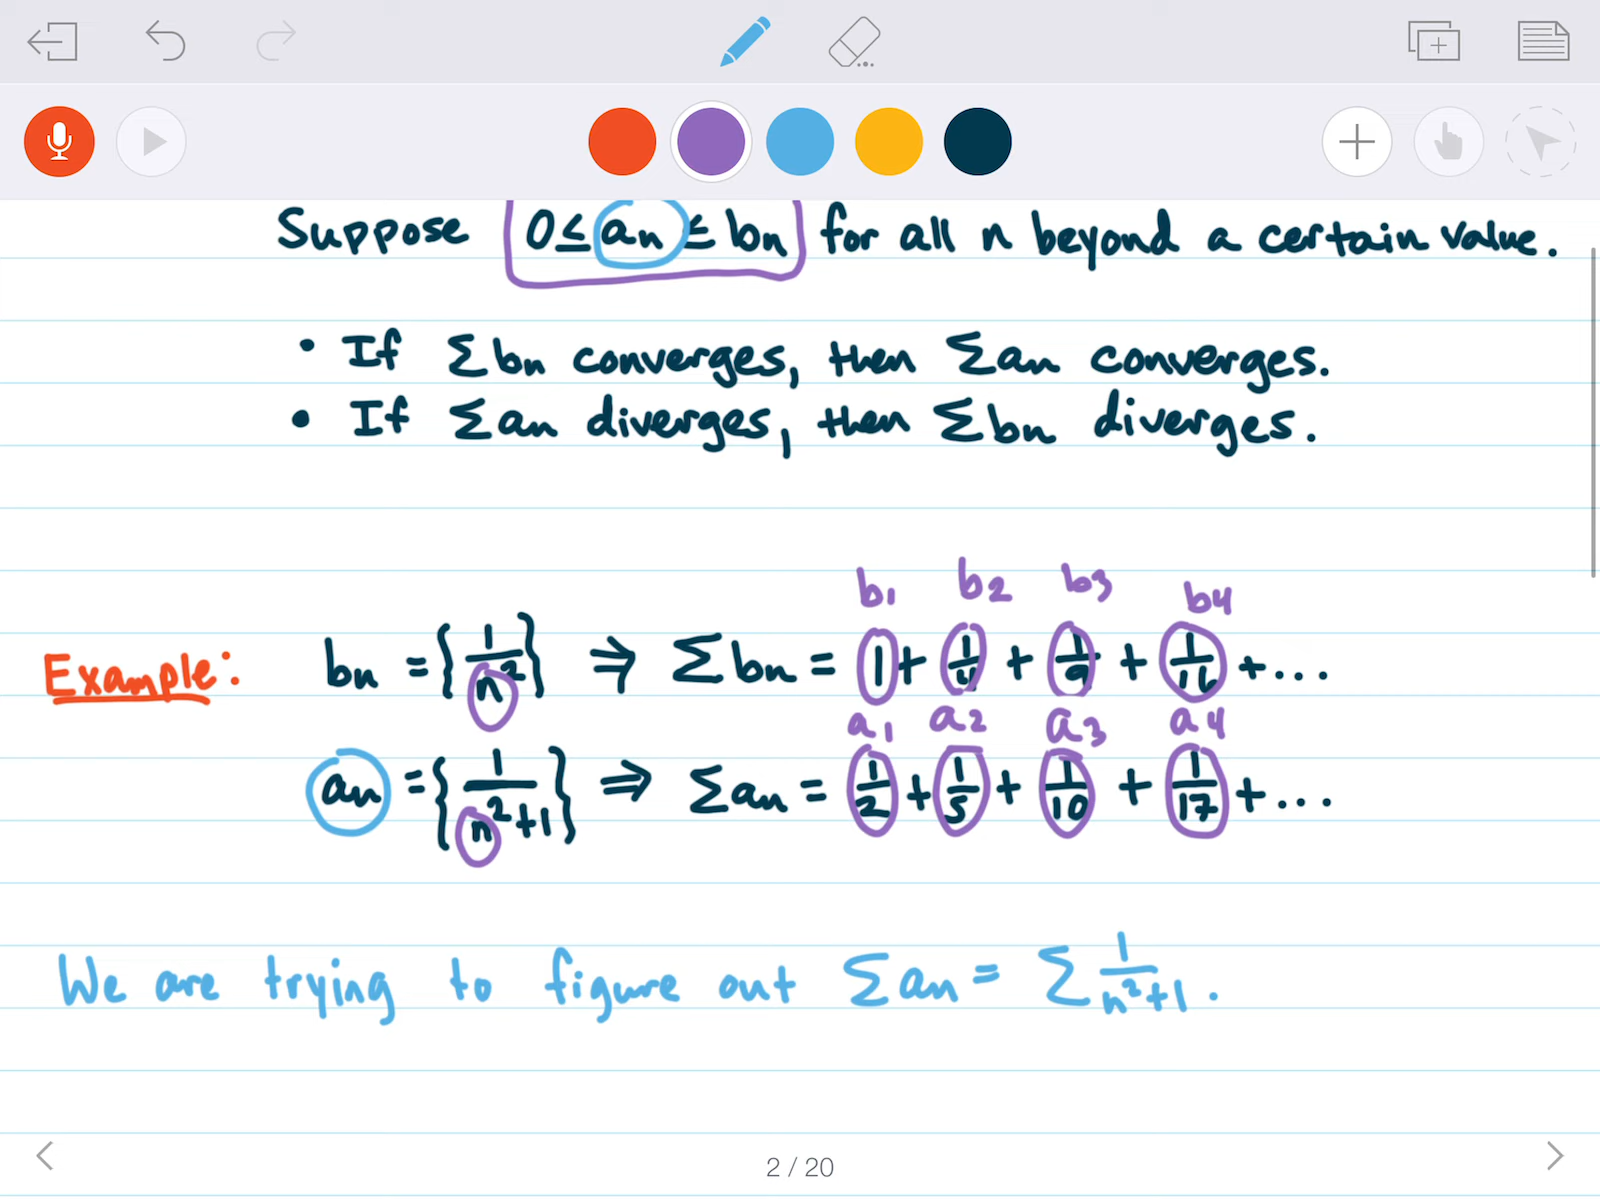 Suppose 0 ≤ an ≤ bn for all n beyond a certain value.
• If Σbn converges, then Σan converges.
• If Σan diverges, then Σbn diverges.
b1 b2 b3 b4
Example: bn = {1/n²} ⇒ Σbn = 1 + 1/4 + 1/9 + 1/16 + ...
a1 a2 a3 a4
an = {1/n²+1} ⇒ Σan = 1/2 + 1/5 + 1/10 + 1/17 + ...
We are trying to figure out Σan = Σ 1/n²+1.
2 / 20